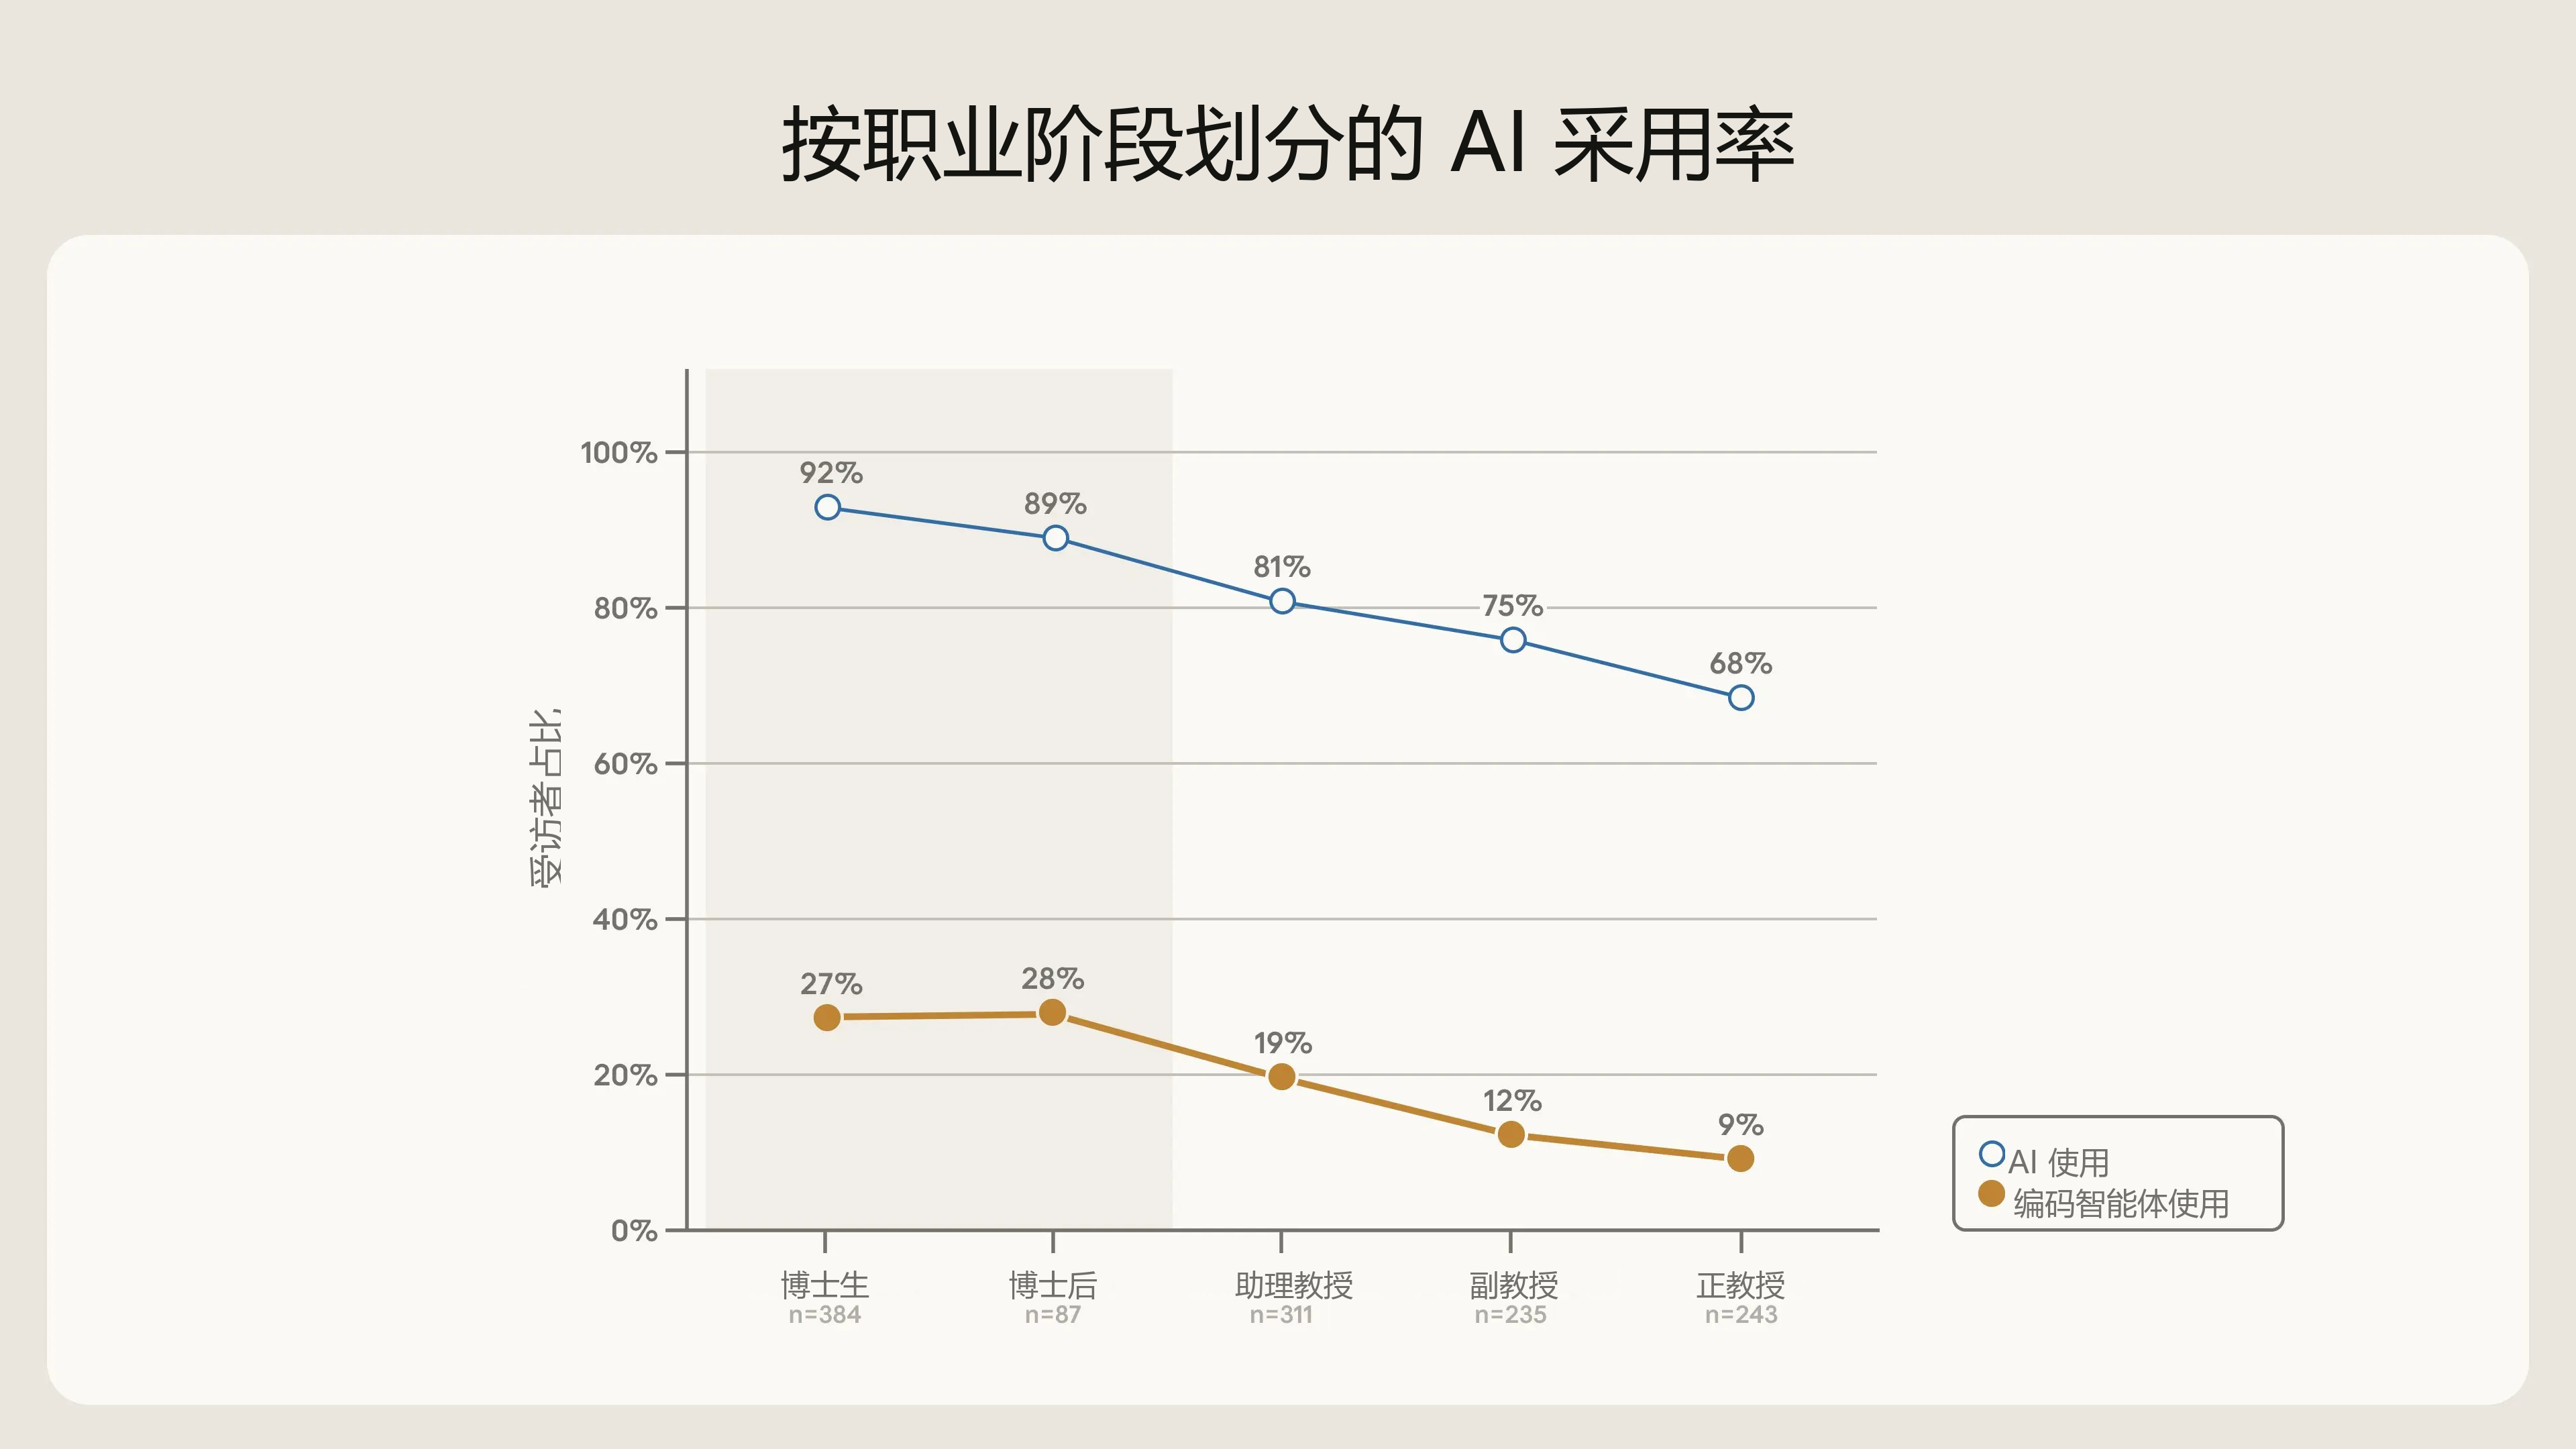 按职业阶段划分的 AI 采用率
受访者占比,
100%
80%
60%
40%
20%
0%
92%
89%
81%
75%
68%
27%
28%
19%
12%
9%
博士生
n=384
博士后
n=87
助理教授
n=311
副教授
n=235
正教授
n=243
AI 使用
编码智能体使用